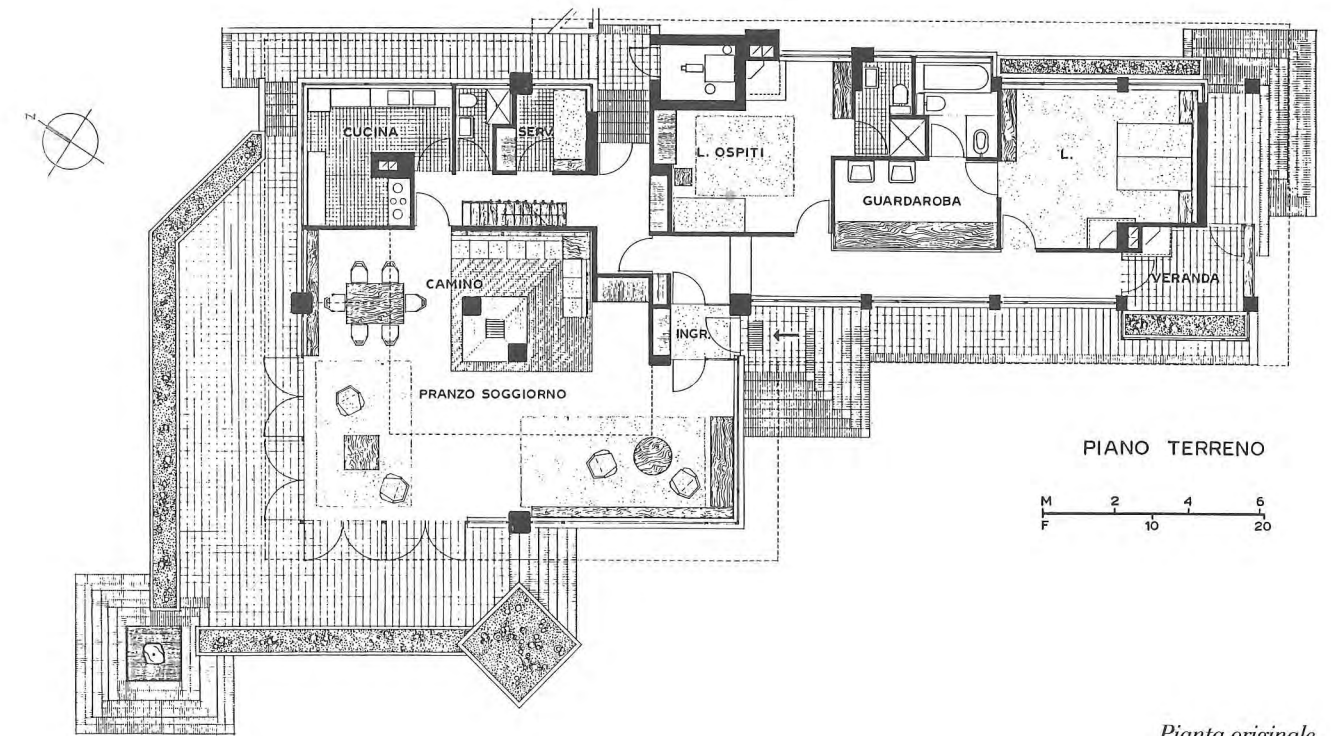 Z
CUCINA
SERV.
L. OSPITI
L.
GUARDAROBA
VERANDA
CAMINO
INGR.
PRANZO SOGGIORNO
PIANO TERRENO
M 2 4 6
F 10 20
Pianta originale